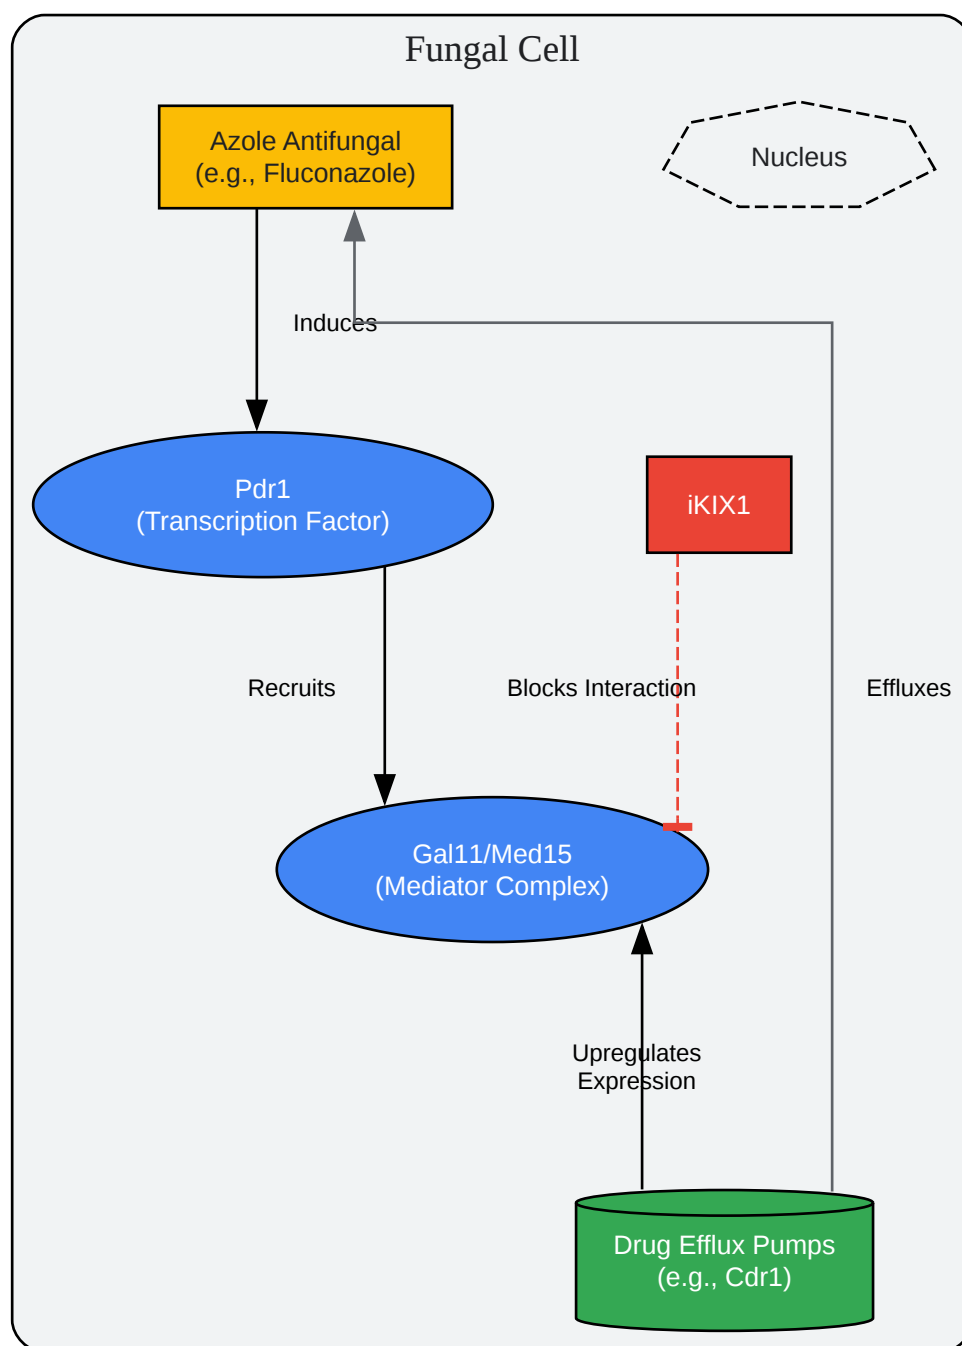 Fungal Cell
Azole Antifungal
(e.g., Fluconazole)
Nucleus
Induces
Pdr1
(Transcription Factor)
iKIX1
Recruits
Blocks Interaction
Effluxes
Gal11/Med15
(Mediator Complex)
Upregulates
Expression
Drug Efflux Pumps
(e.g., Cdr1)